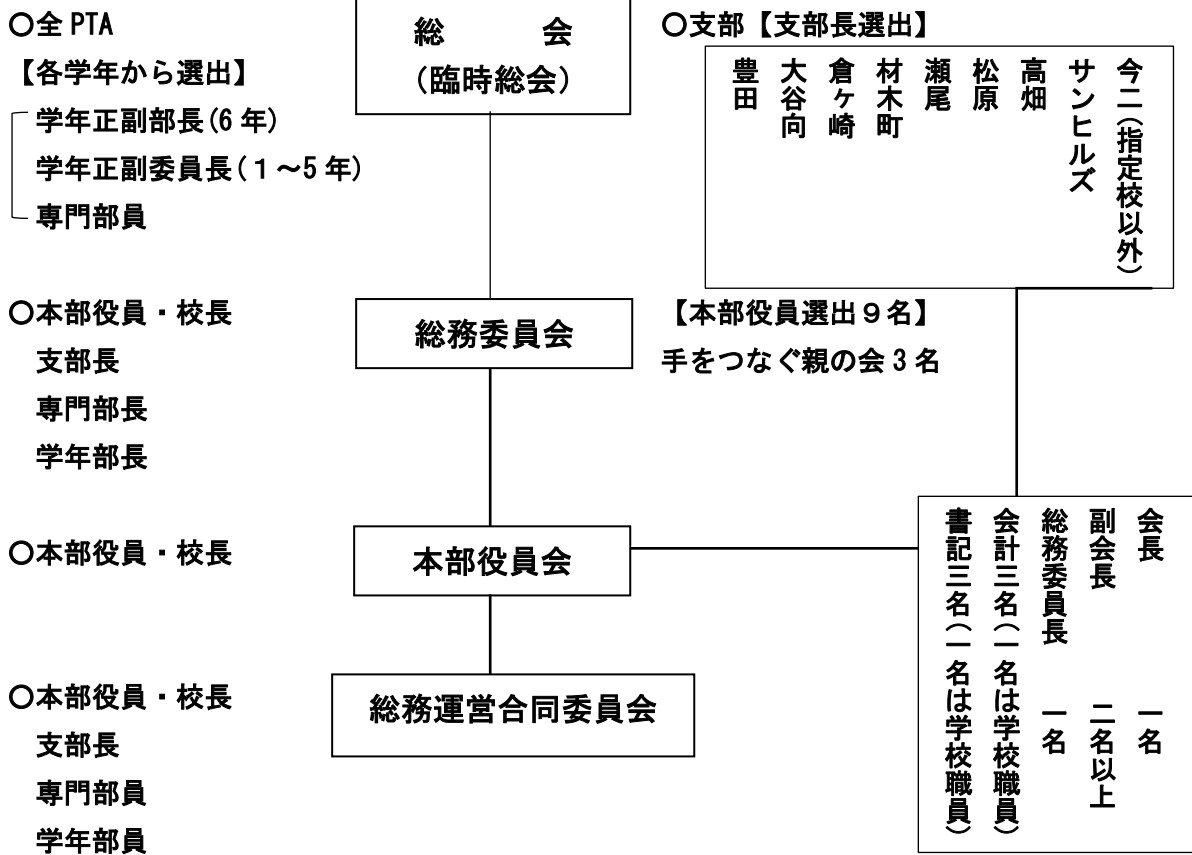 ○全 PTA
【各学年から選出】
学年正副部長(6 年)
学年正副委員長(１～5 年)
専門部員
総　　会
(臨時総会)
○支部【支部長選出】
今二(指定校以外)
サンヒルズ
高畑
松原
瀬尾
材木町
倉ヶ崎
大谷向
豊田
○本部役員・校長
支部長
専門部長
学年部長
総務委員会
【本部役員選出９名】
手をつなぐ親の会 3 名
○本部役員・校長
本部役員会
会長　一名
副会長　二名以上
総務委員長　一名
会計三名(一名は学校職員)
書記三名(一名は学校職員)
○本部役員・校長
支部長
専門部員
学年部員
総務運営合同委員会